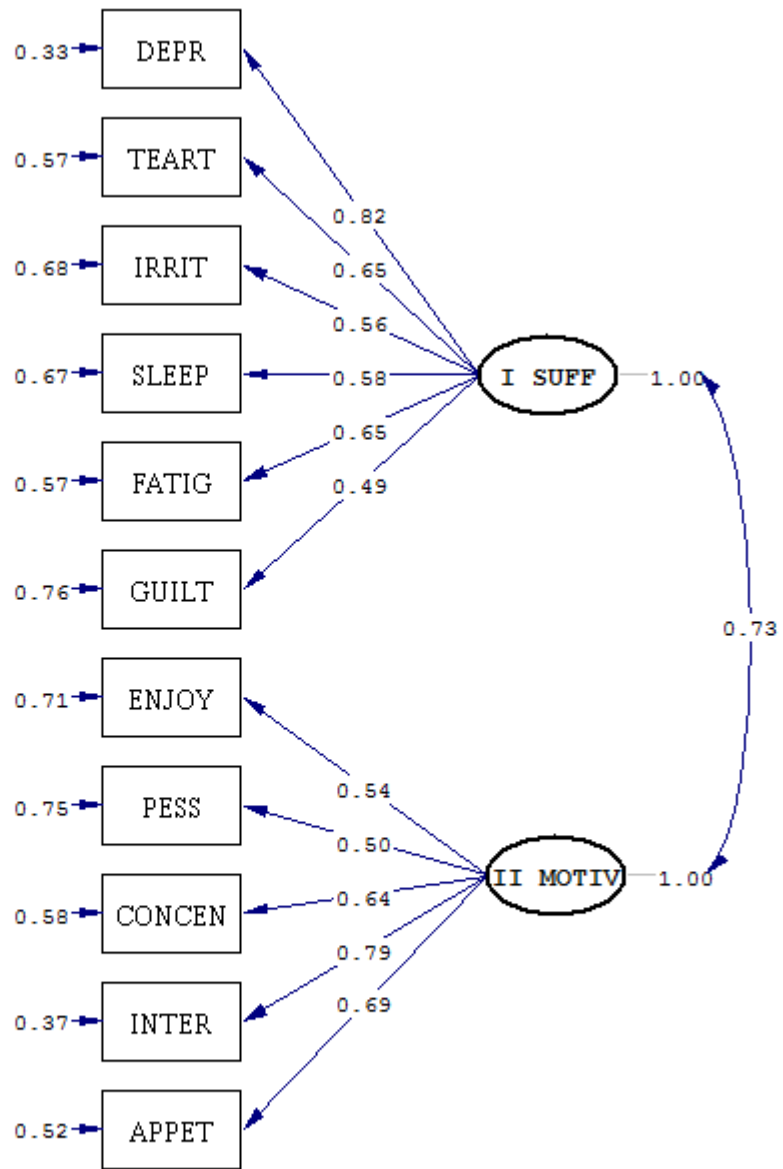 0.33 DEPR
0.57 TEART
0.82
0.68 IRRIT
0.65
0.56
0.67 SLEEP
0.58
I SUFF 1.00
0.65
0.57 FATIG
0.49
0.76 GUILT
0.73
0.71 ENJOY
0.54
0.75 PESS
0.50
II MOTIV 1.00
0.64
0.58 CONCEN
0.79
0.69
0.37 INTER
0.52 APPET